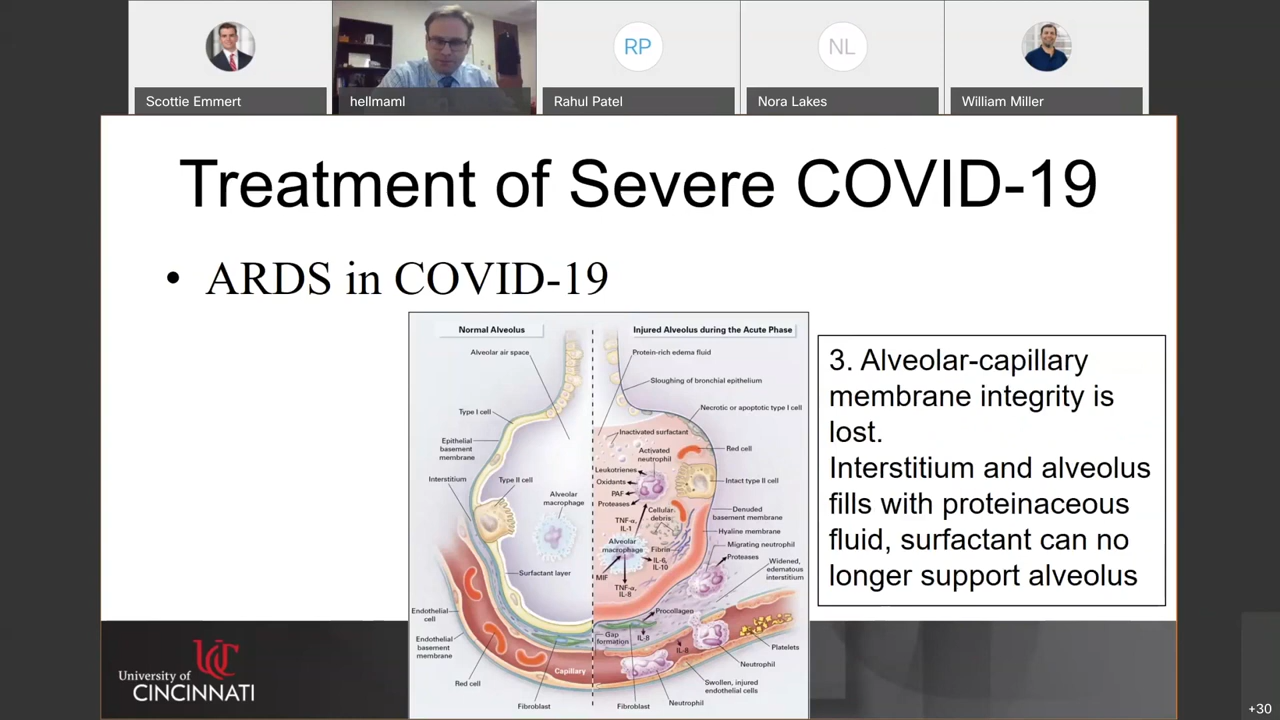 RP
NL
Scottie Emmert
hellmaml
Rahul Patel
Nora Lakes
William Miller
Treatment of Severe COVID-19
• ARDS in COVID-19
Normal Alveolus
Injured Alveolus during the Acute Phase
Alveolar air space
Protein-rich edema fluid
Sloughing of bronchial epithelium
Type I cell
Necrotic or apoptotic type I cell
Epithelial
basement
membrane
Inactivated surfactant
Activated
neutrophil
Red cell
Interstitium
Type II cell
Leukotrienes
Oxidants
PAF
Proteases
Intact type II cell
Alveolar
macrophage
Cellular
debris
Denuded
basement membrane
TNF-α,
IL-1
Hyaline membrane
Alveolar
macrophage
Fibrin
Migrating neutrophil
Proteases
IL-6,
IL-10
Widened,
edematous
interstitium
MIF
Surfactant layer
TNF-α,
IL-8
Procollagen
Endothelial
cell
Gap
formation
IL-8
IL-8
Endothelial
basement
membrane
Platelets
Capillary
Neutrophil
Red cell
Swollen, injured
endothelial cells
Fibroblast
Fibroblast
Neutrophil
3. Alveolar-capillary
membrane integrity is
lost.
Interstitium and alveolus
fills with proteinaceous
fluid, surfactant can no
longer support alveolus
UC
University of
CINCINNATI
+30